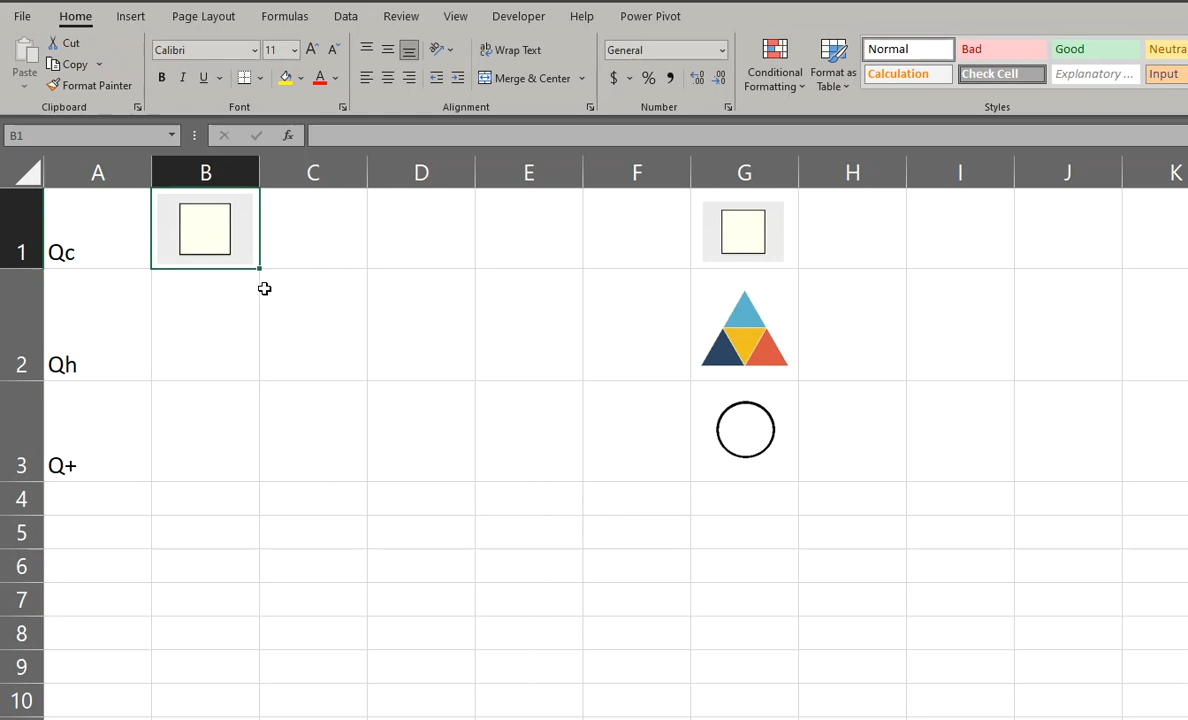 File Home Insert Page Layout Formulas Data Review View Developer Help Power Pivot
Paste Cut Calibri 11 Wrap Text General Conditional Formatting Format as Table Normal Bad Good
Copy
Format Painter Merge & Center $ % Calculation Check Cell Explanatory ... Input
Clipboard Font Alignment Number Styles
B1 fx
A B C D E F G H I J K
1 Qc
2 Qh
3 Q+
4
5
6
7
8
9
10